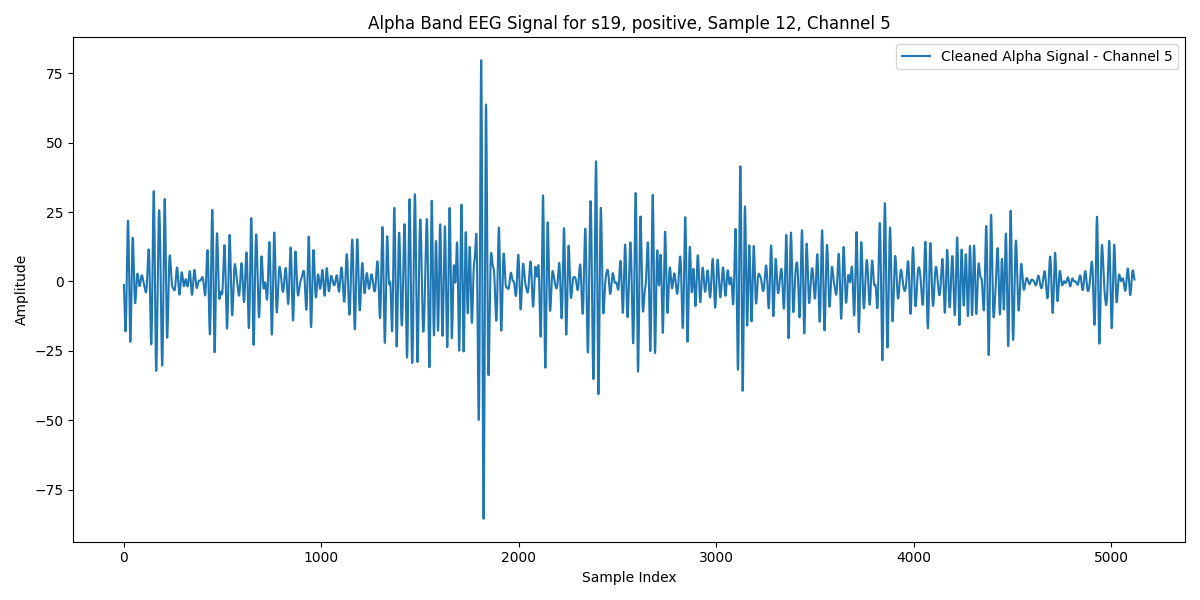 Alpha Band EEG Signal for s19, positive, Sample 12, Channel 5
Cleaned Alpha Signal - Channel 5
Amplitude
75
50
25
0
−25
−50
−75
0 1000 2000 3000 4000 5000
Sample Index